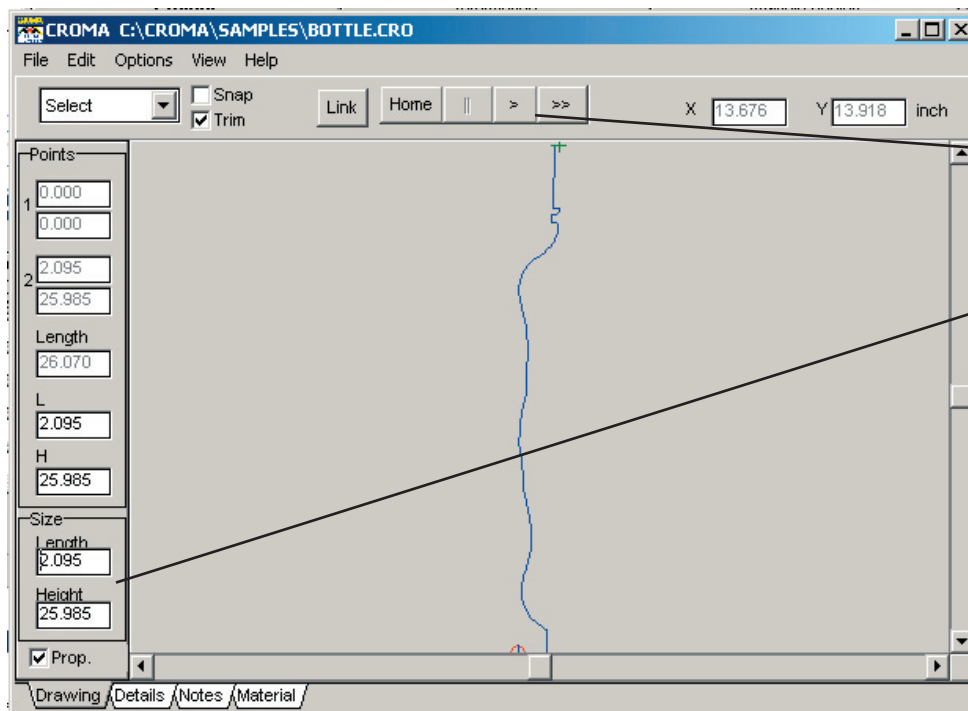 CROMA C:\CROMA\SAMPLES\BOTTLE.CRO
File Edit Options View Help
Select
Snap
Trim
Link
Home || > >>
X 13.676 Y 13.918 inch
Points
1
0.000
0.000
2
2.095
25.985
Length
26.070
L
2.095
H
25.985
Size
Length
2.095
Height
25.985
Prop.
Drawing Details Notes Material